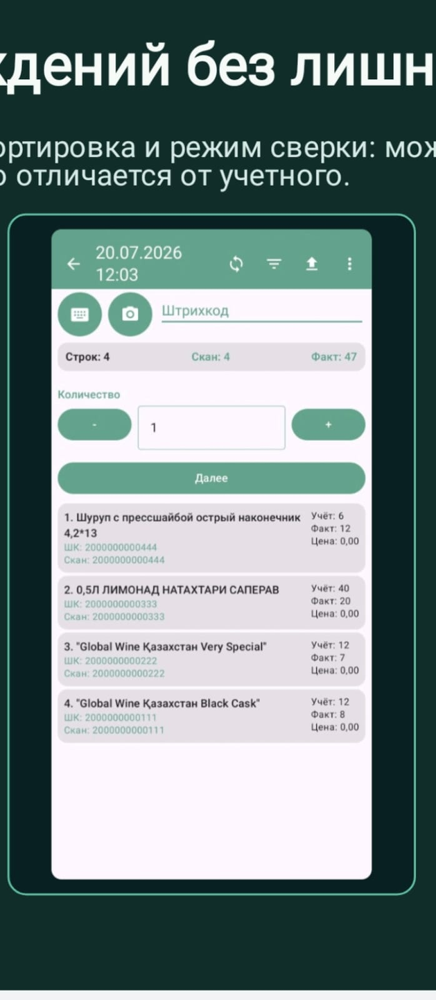 ждений без лишн
ортировка и режим сверки: мож
о отличается от учетного.
20.07.2026
12:03
Штрихкод
Строк: 4 Скан: 4 Факт: 47
Количество
- 1 +
Далее
1. Шуруп с прессшайбой острый наконечник
4,2*13
ШК: 2000000000444
Скан: 2000000000444
Учёт: 6
Факт: 12
Цена: 0,00
2. 0,5Л ЛИМОНАД НАТАХТАРИ САПЕРАВ
ШК: 2000000000333
Скан: 2000000000333
Учёт: 40
Факт: 20
Цена: 0,00
3. "Global Wine Қазахстан Very Special"
ШК: 2000000000222
Скан: 2000000000222
Учёт: 12
Факт: 7
Цена: 0,00
4. "Global Wine Қазахстан Black Cask"
ШК: 2000000000111
Скан: 2000000000111
Учёт: 12
Факт: 8
Цена: 0,00